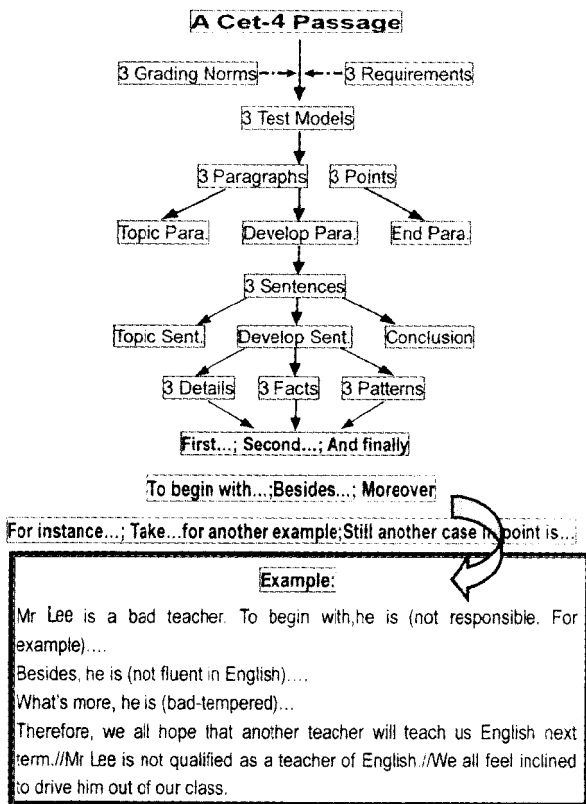 A Cet-4 Passage
3 Grading Norms 3 Requirements
3 Test Models
3 Paragraphs 3 Points
Topic Para. Develop Para. End Para.
3 Sentences
Topic Sent. Develop Sent. Conclusion
3 Details 3 Facts 3 Patterns
First...; Second...; And finally
To begin with...;Besides...; Moreover
For instance...; Take...for another example;Still another case in point is...
Example:
Mr Lee is a bad teacher. To begin with,he is (not responsible. For
example)....
Besides, he is (not fluent in English)....
What's more, he is (bad-tempered)...
Therefore, we all hope that another teacher will teach us English next
term.//Mr Lee is not qualified as a teacher of English.//We all feel inclined
to drive him out of our class.